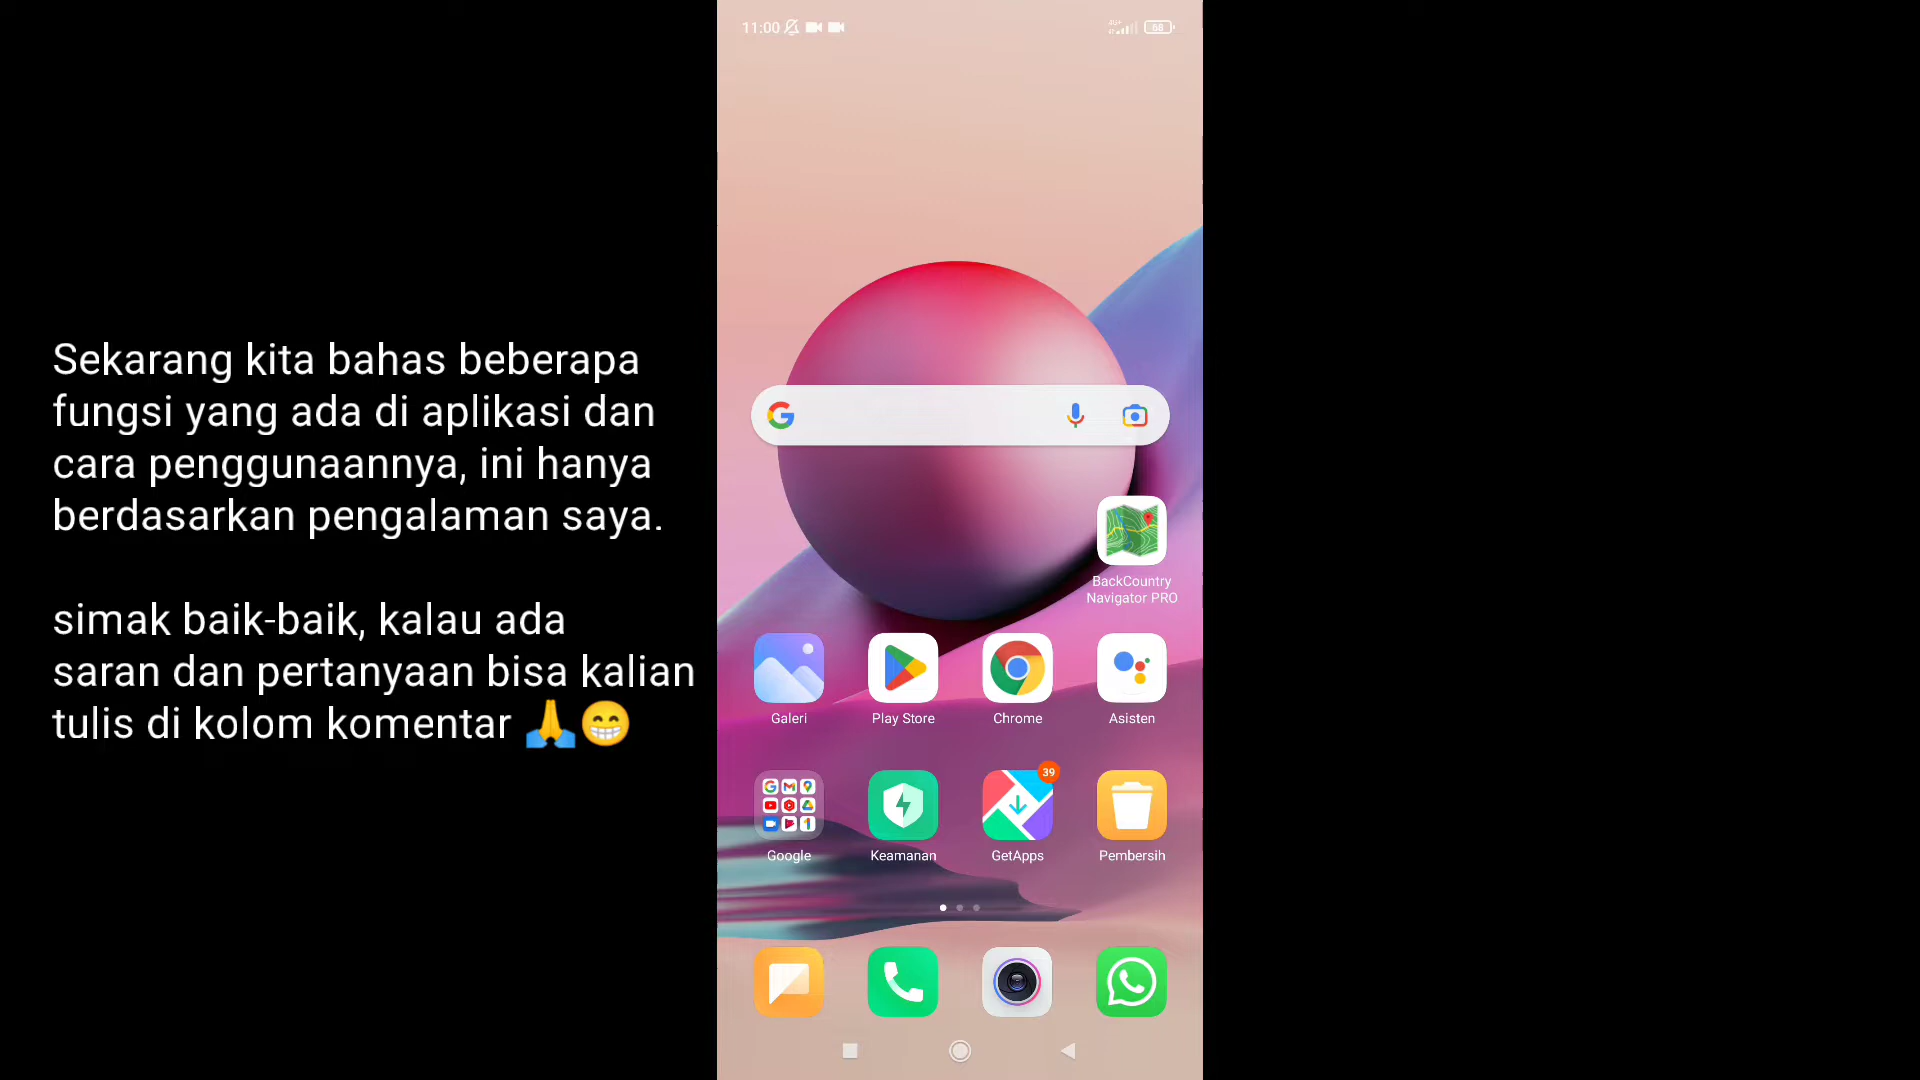 Sekarang kita bahas beberapa
fungsi yang ada di aplikasi dan
cara penggunaannya, ini hanya
berdasarkan pengalaman saya.
simak baik-baik, kalau ada
saran dan pertanyaan bisa kalian
tulis di kolom komentar 🙏😁
11:00
4G+
68
BackCountry
Navigator PRO
Galeri
Play Store
Chrome
Asisten
39
Google
Keamanan
GetApps
Pembersih